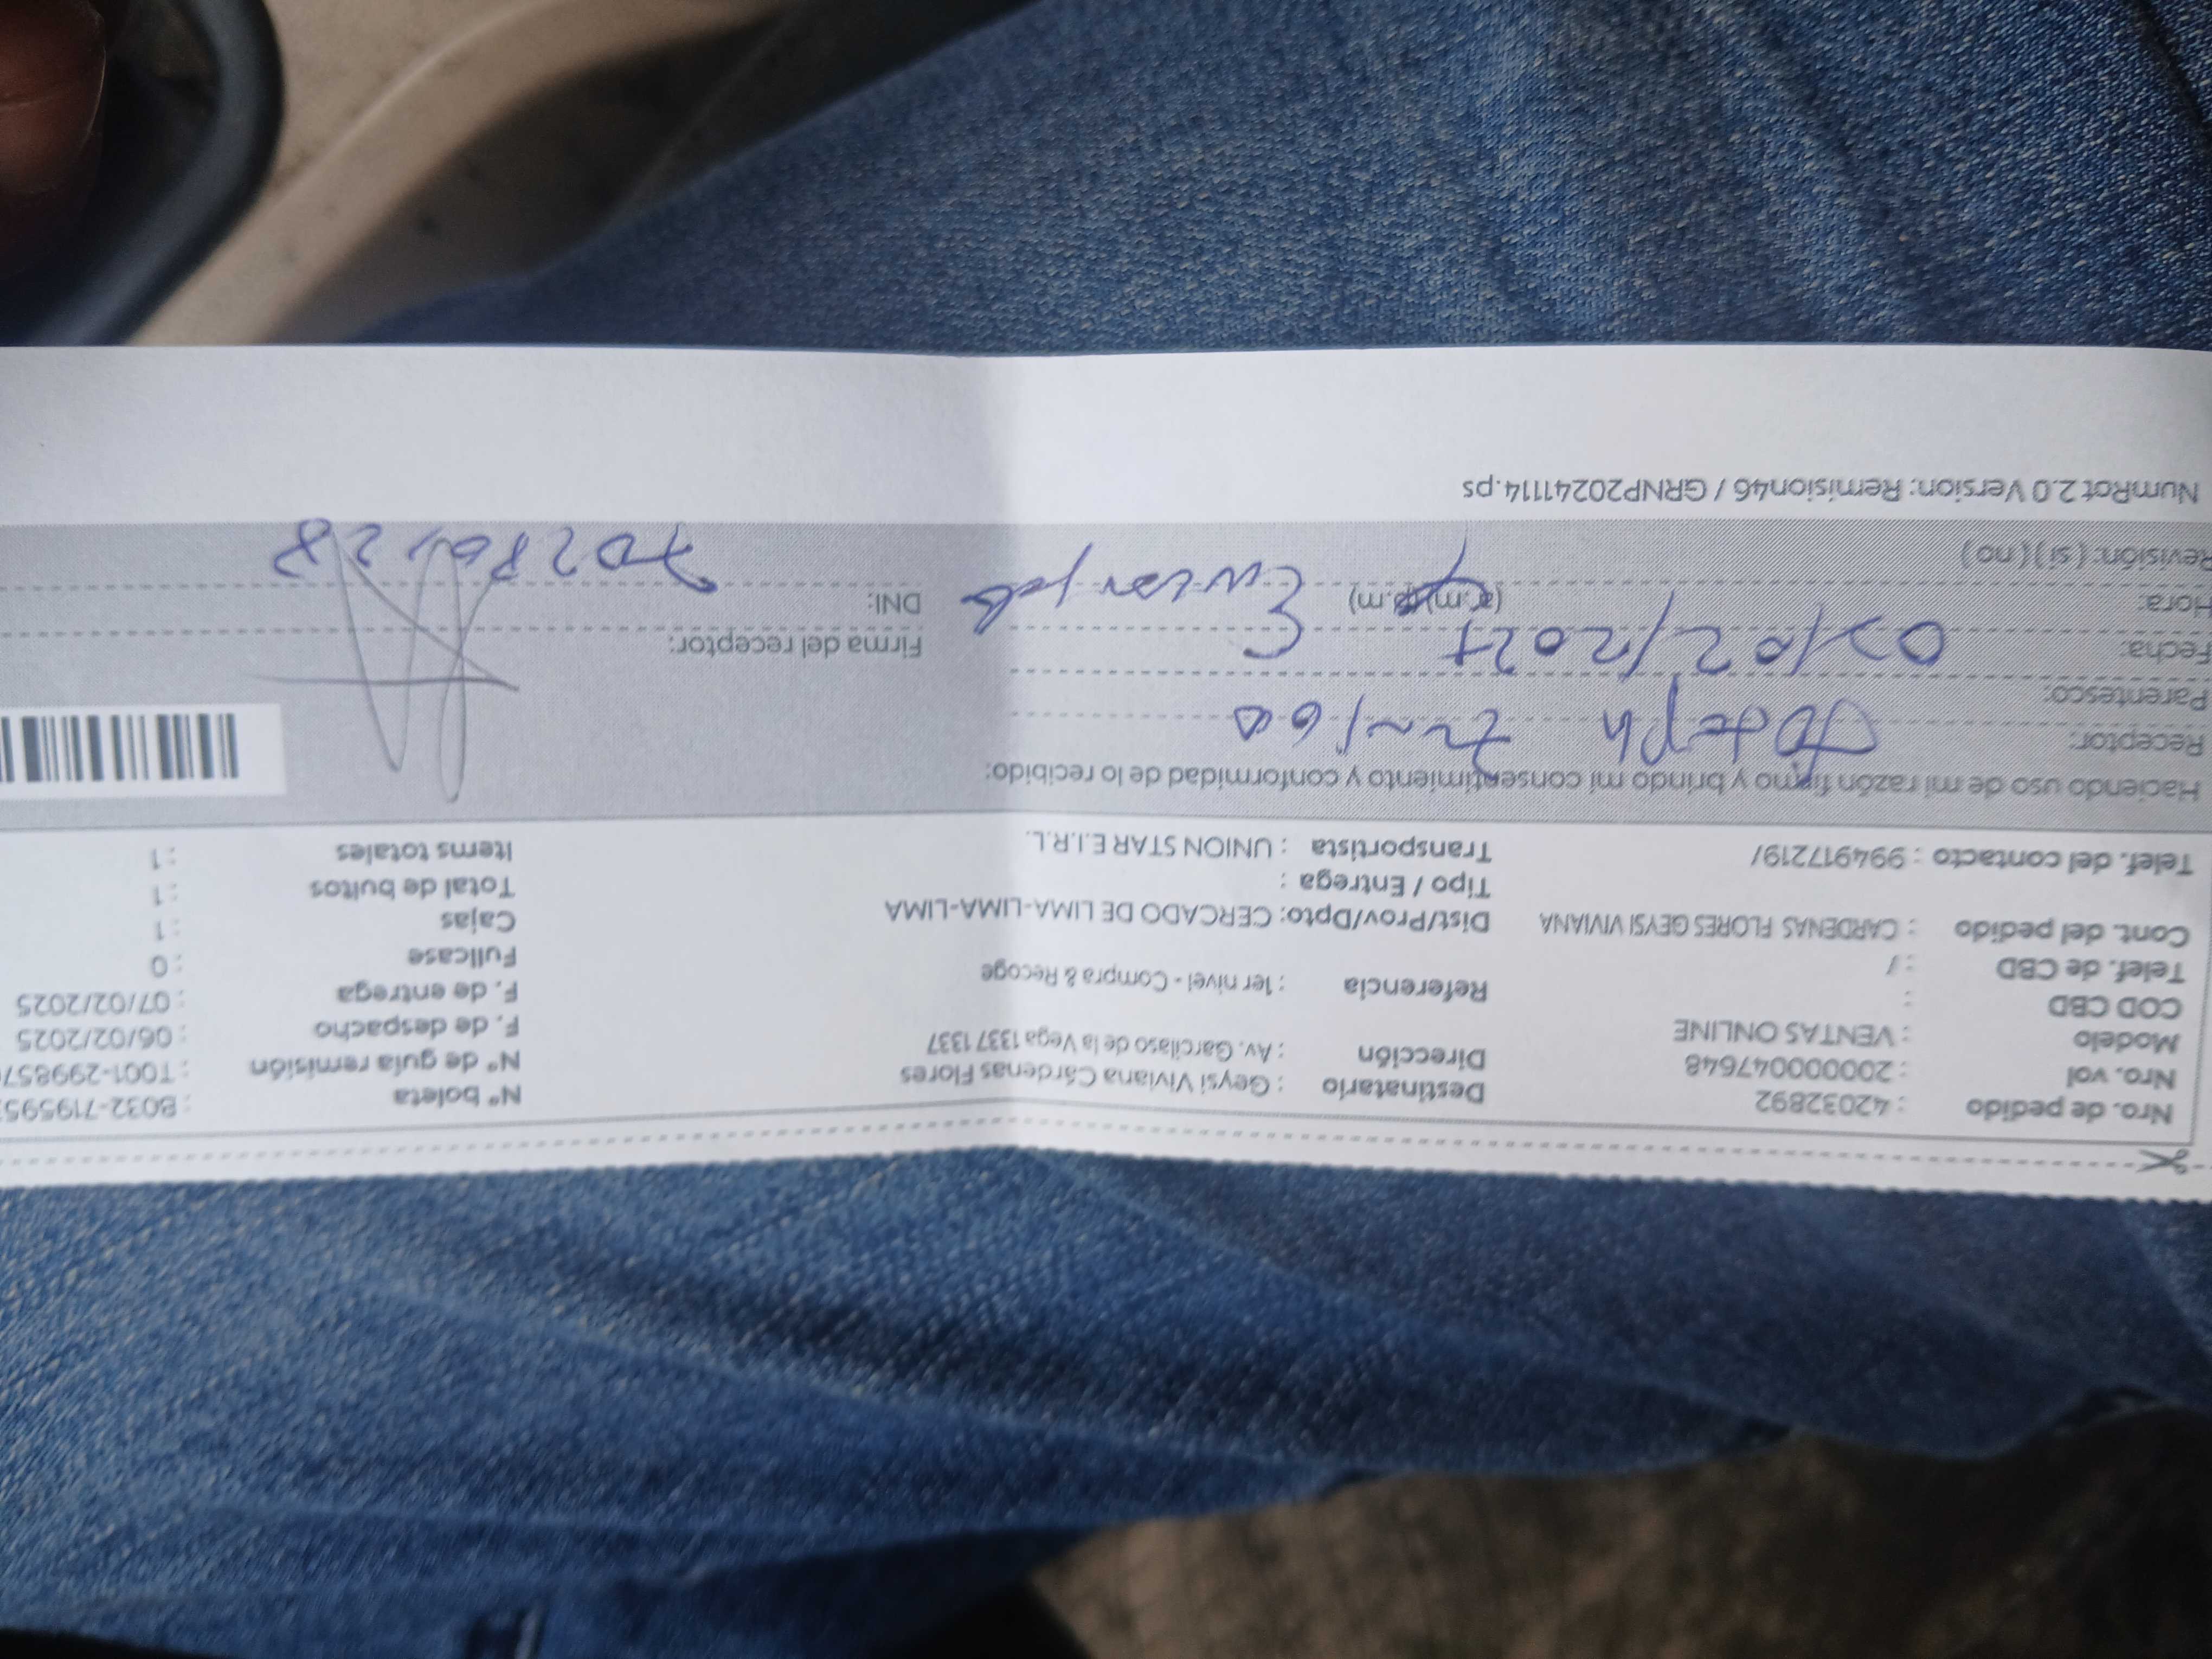 Nro. de pedido : 42032892
Nro. vol : 20000004 7648
Modelo : VENTAS ONLINE
COD CBD :
Telef. de CBD : /
Cont. del pedido : CARDENAS FLORES GEYSI VIVIANA
Telef. del contacto : 994917219/
Destinatario : Geysi Viviana Cárdenas Flores
Dirección : Av. Garcilaso de la Vega 1337 1337
Referencia : 1er nivel - Compra & Recoge
Dist/Prov/Dpto: CERCADO DE LIMA-LIMA-LIMA
Tipo / Entrega :
Transportista : UNION STAR E.I.R.L.
N° boleta : B032-719595
N° de guía remisión : T001-299857
F. de despacho : 06/02/2025
F. de entrega : 07/02/2025
Fullcase : 0
Cajas : 1
Total de bultos : 1
Items totales : 1
Haciendo uso de mi razón firmo y brindo mi consentimiento y conformidad de lo recibido:
Receptor:
Parentesco:
Fecha:
Hora: (a.m) (p.m)
Revisión: ( si ) ( no )
Firma del receptor:
DNI:
NumRot 2.0 Version: Remision46 / GRNP20241114.ps